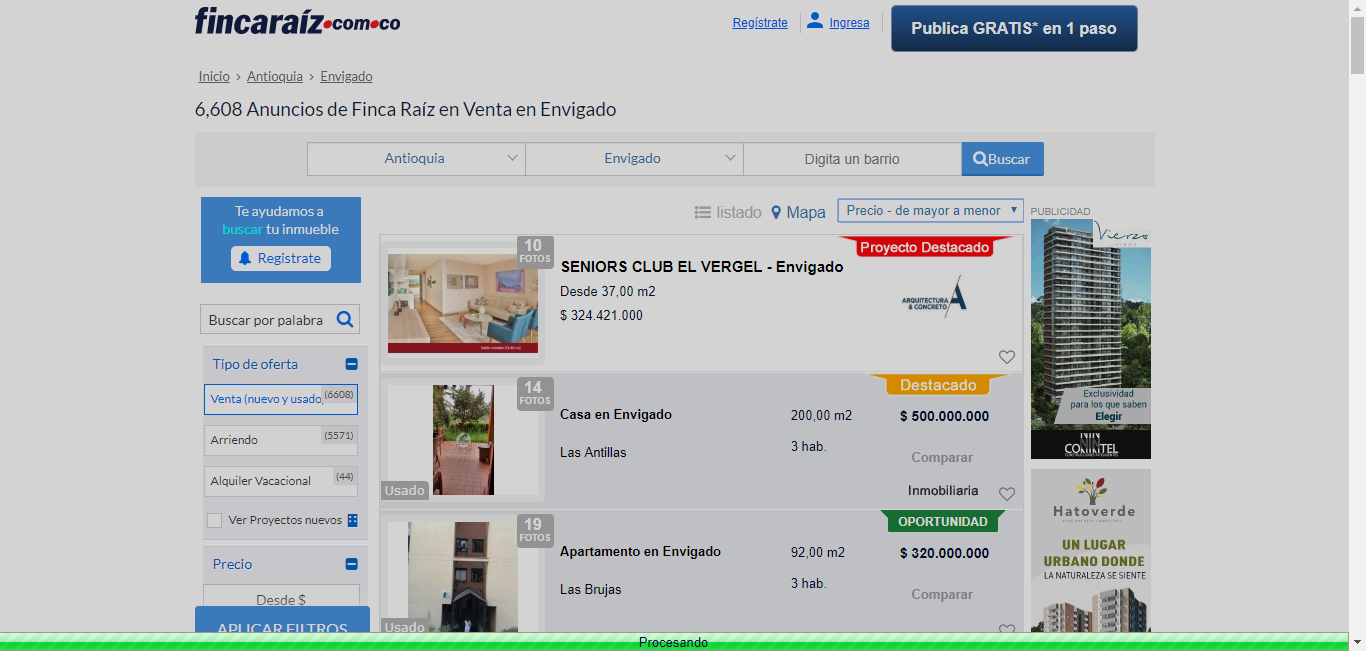 fincaraíz.com.co
Regístrate
Ingresa
Publica GRATIS* en 1 paso
Inicio > Antioquia > Envigado
6,608 Anuncios de Finca Raíz en Venta en Envigado
Antioquia
Envigado
Digita un barrio
Buscar
Te ayudamos a
buscar tu inmueble
Registrate
listado
Mapa
Precio - de mayor a menor
PUBLICIDAD
Buscar por palabra
Tipo de oferta
Venta (nuevo y usado)
(6608)
Arriendo
(5571)
Alquiler Vacacional
(44)
Ver Proyectos nuevos
Precio
Desde $
APLICAR FILTROS
10
FOTOS
SENIORS CLUB EL VERGEL - Envigado
Desde 37,00 m2
$ 324.421.000
Proyecto Destacado
ARQUITECTURA
& CONCRETO
14
FOTOS
Usado
Casa en Envigado
Las Antillas
200,00 m2
3 hab.
Destacado
$ 500.000.000
Comparar
Inmobiliaria
19
FOTOS
Usado
Apartamento en Envigado
Las Brujas
92,00 m2
3 hab.
OPORTUNIDAD
$ 320.000.000
Comparar
Vierzo
Exclusividad
para los que saben
Elegir
CONINTEL
Hatoverde
UN LUGAR
URBANO DONDE
LA NATURALEZA SE SIENTE
Procesando